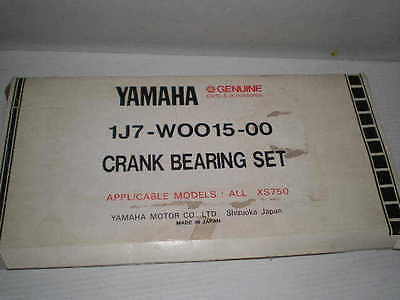 YAMAHA GENUINE
parts & accessories
1J7-WOO15-00
CRANK BEARING SET
APPLICABLE MODELS : ALL XS750
YAMAHA MOTOR CO. LTD. Shizuoka Japan
MADE IN JAPAN